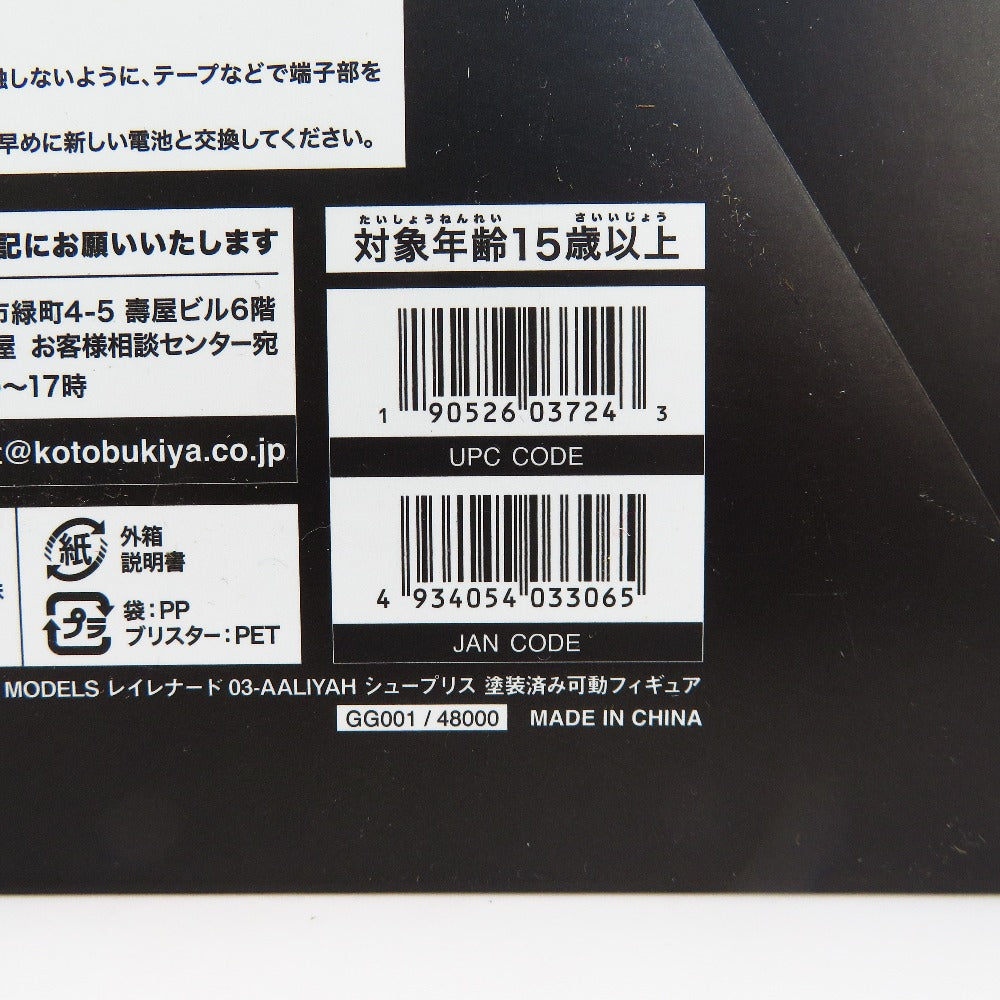 しないように、テープなどで端子部を
早めに新しい電池と交換してください。
記にお願いいたします
市緑町4-5 壽屋ビル6階
屋 お客様相談センター宛
～17時
@kotobukiya.co.jp
紙 外箱
説明書
プラ 袋：PP
ブリスター：PET
たいしょうねんれい さいいじょう
対象年齢15歳以上
1 90526 03724 3
UPC CODE
4 934054 033065
JAN CODE
MODELS レイレナード 03-AALIYAH シュープリス 塗装済み可動フィギュア
GG001 / 48000 MADE IN CHINA